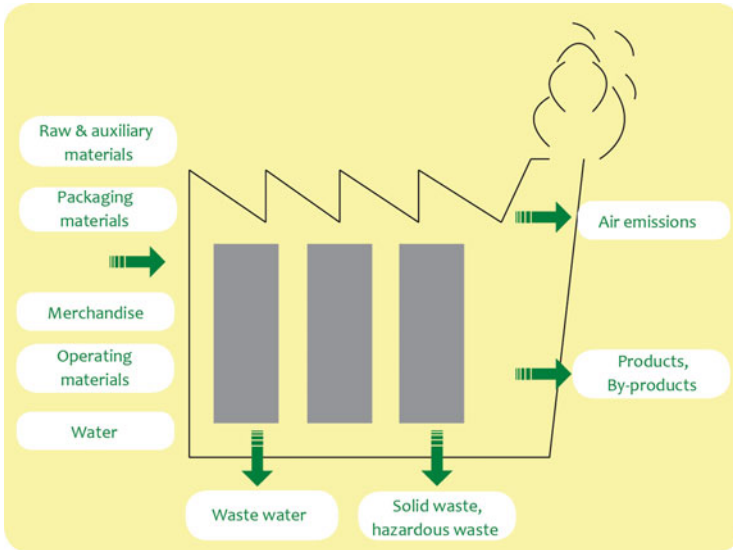 Raw & auxiliary
materials
Packaging
materials
Merchandise
Operating
materials
Water
Air emissions
Products,
By-products
Waste water
Solid waste,
hazardous waste